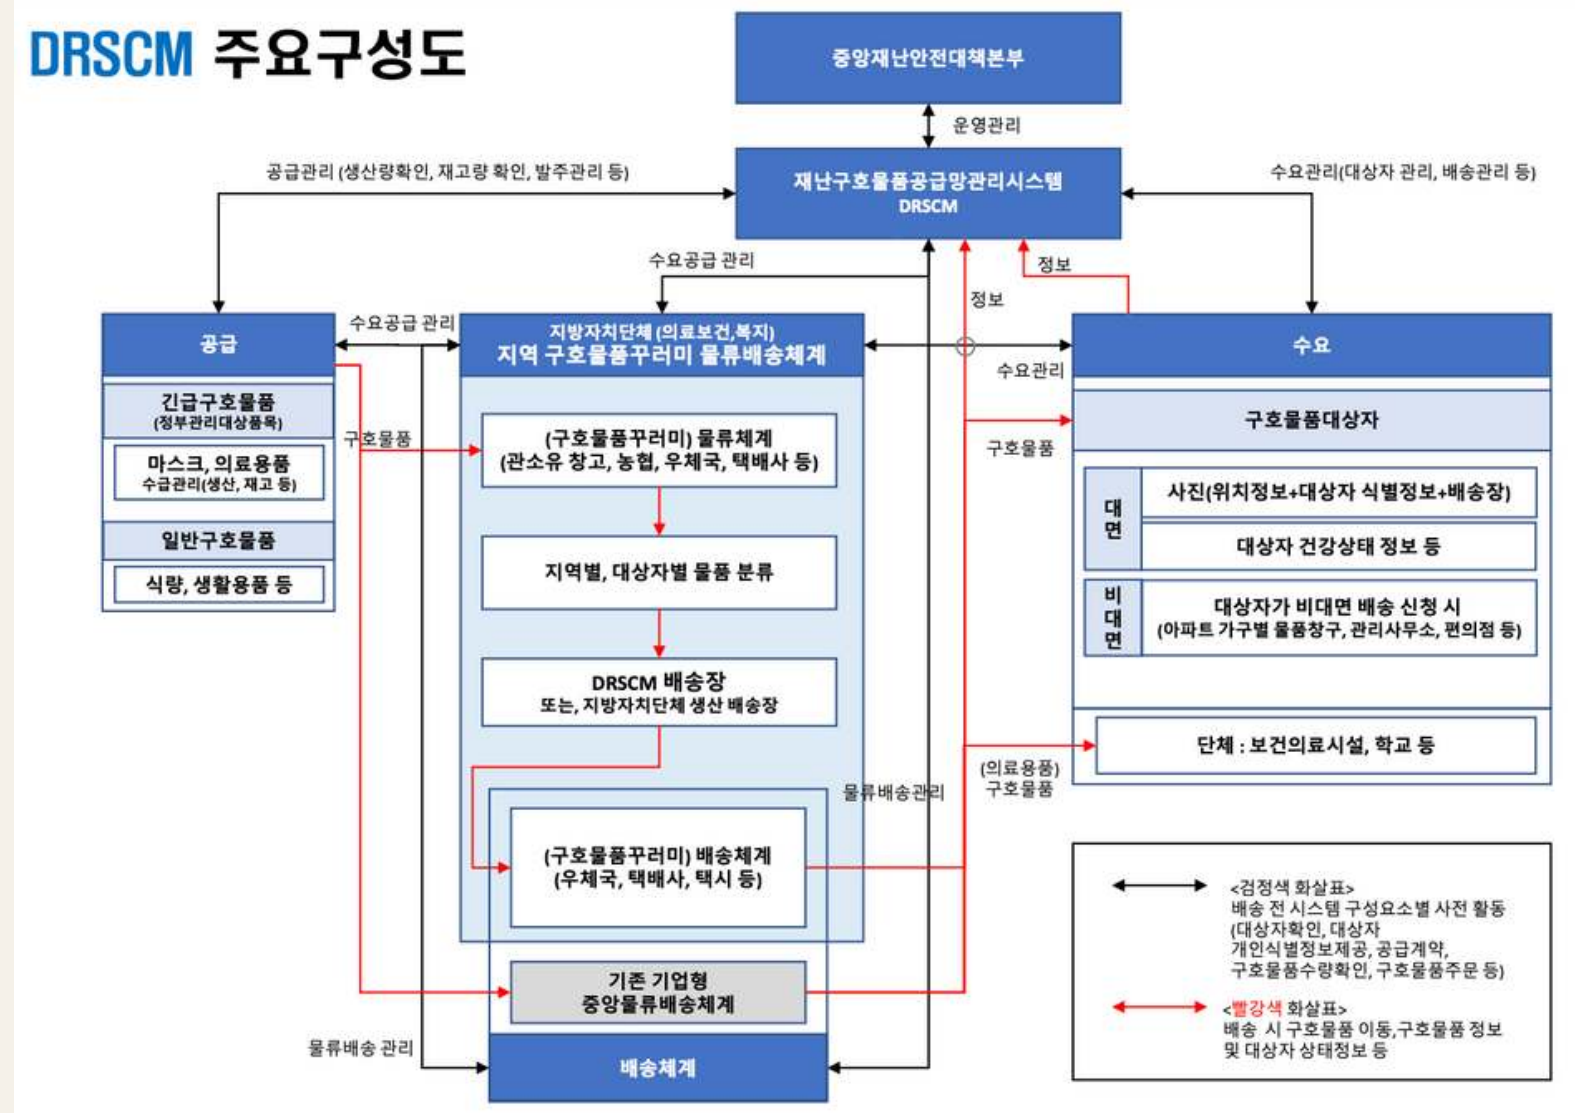 DRSCM 주요구성도
중앙재난안전대책본부
운영관리
재난구호물품공급망관리시스템
DRSCM
공급관리 (생산량확인, 재고량 확인, 발주관리 등)
수요관리(대상자 관리, 배송관리 등)
수요공급 관리
정보
정보
공급
수요공급 관리
지방자치단체 (의료보건,복지)
지역 구호물품꾸러미 물류배송체계
수요
수요관리
긴급구호물품
(정부관리대상품목)
마스크, 의료용품
수급관리(생산, 재고 등)
일반구호물품
식량, 생활용품 등
구호물품
(구호물품꾸러미) 물류체계
(관소유 창고, 농협, 우체국, 택배사 등)
지역별, 대상자별 물품 분류
DRSCM 배송장
또는, 지방자치단체 생산 배송장
(구호물품꾸러미) 배송체계
(우체국, 택배사, 택시 등)
기존 기업형
중앙물류배송체계
배송체계
물류배송 관리
물류배송관리
구호물품
구호물품대상자
대
면
사진(위치정보+대상자 식별정보+배송장)
대상자 건강상태 정보 등
비
대
면
대상자가 비대면 배송 신청 시
(아파트 가구별 물품창구, 관리사무소, 편의점 등)
단체 : 보건의료시설, 학교 등
(의료용품)
구호물품
<검정색 화살표>
배송 전 시스템 구성요소별 사전 활동
(대상자확인, 대상자
개인식별정보제공, 공급계약,
구호물품수량확인, 구호물품주문 등)
<빨강색 화살표>
배송 시 구호물품 이동,구호물품 정보
및 대상자 상태정보 등